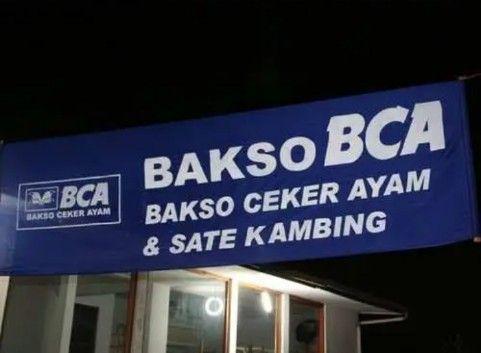 BCA
BAKSO CEKER AYAM
BAKSO BCA
BAKSO CEKER AYAM
& SATE KAMBING